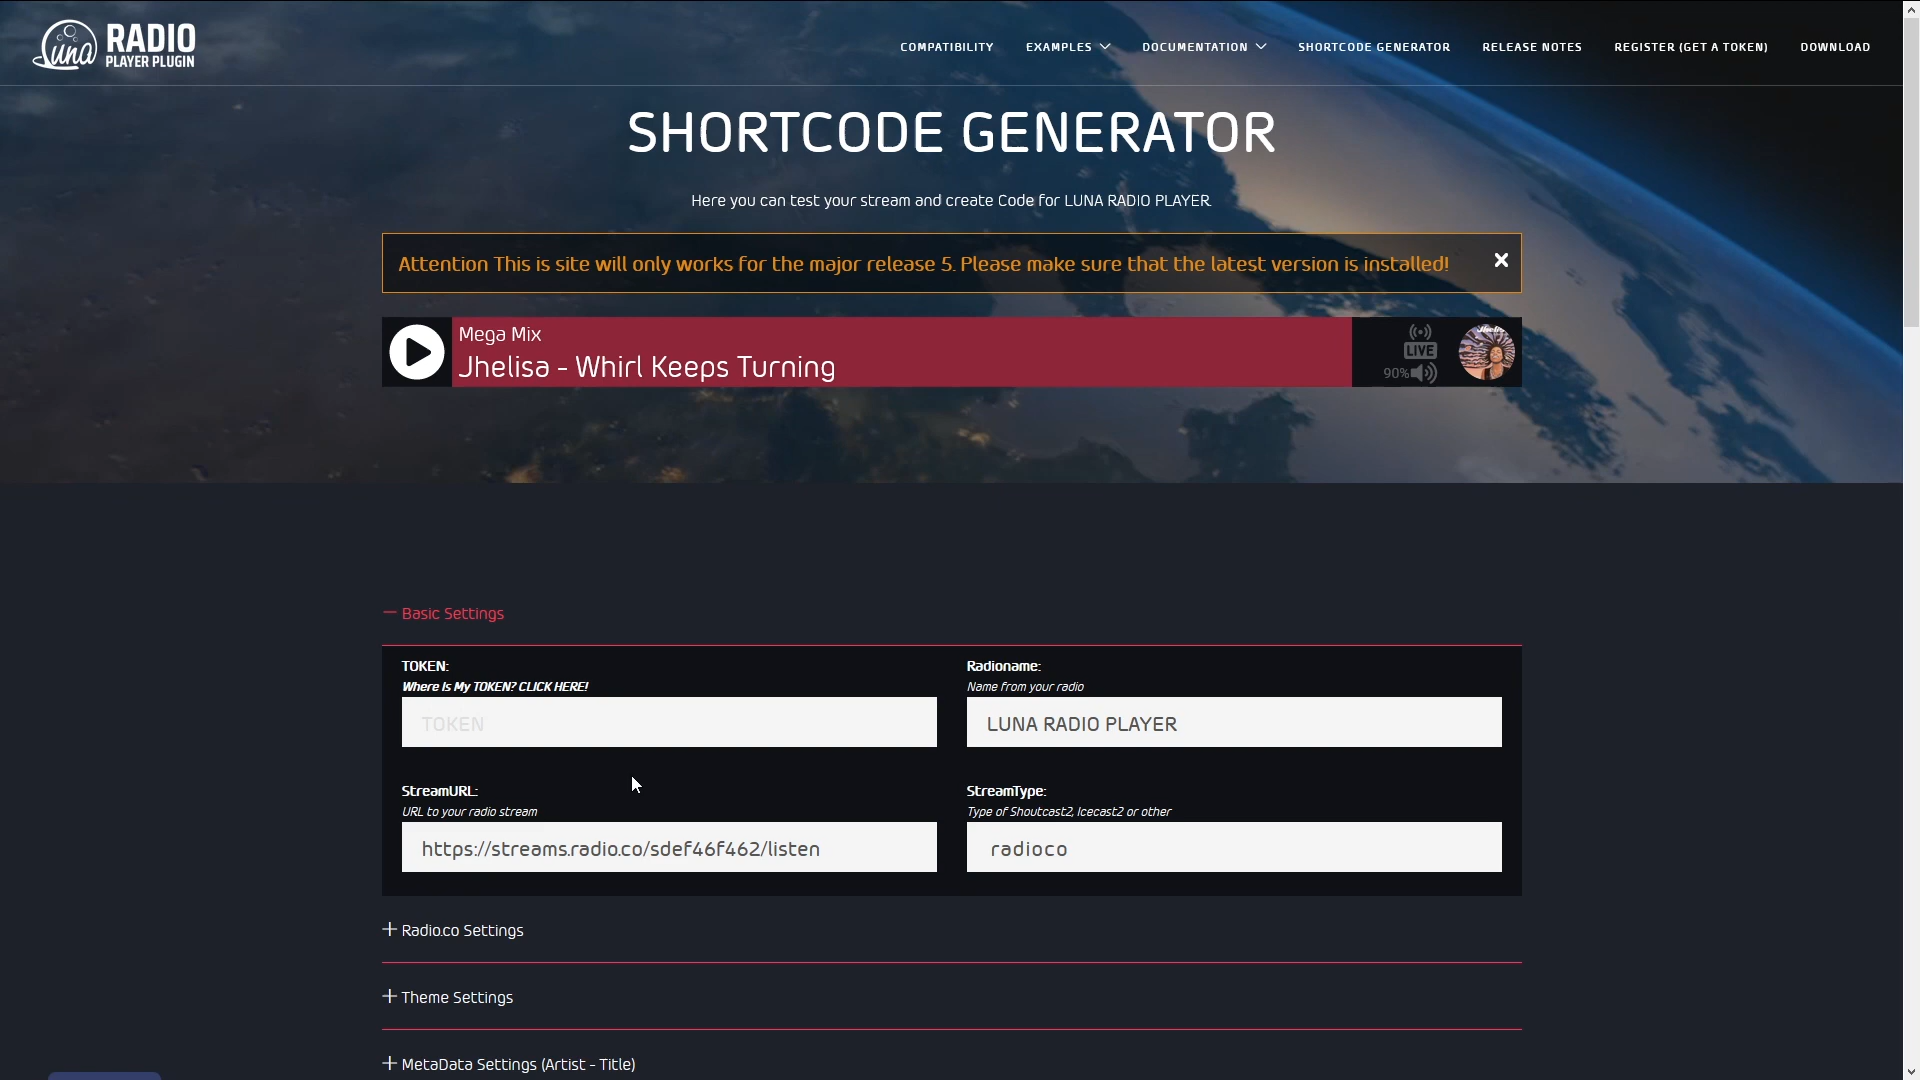 Luna RADIO
PLAYER PLUGIN
COMPATIBILITY EXAMPLES DOCUMENTATION SHORTCODE GENERATOR RELEASE NOTES REGISTER (GET A TOKEN) DOWNLOAD
SHORTCODE GENERATOR
Here you can test your stream and create Code for LUNA RADIO PLAYER.
Attention This is site will only works for the major release 5. Please make sure that the latest version is installed!
Mega Mix
Jhelisa - Whirl Keeps Turning
LIVE
90%
Basic Settings
TOKEN:
Where Is My TOKEN? CLICK HERE!
TOKEN
Radioname:
Name from your radio
LUNA RADIO PLAYER
StreamURL:
URL to your radio stream
https://streams.radio.co/sdef46f462/listen
StreamType:
Type of Shoutcast2, Icecast2 or other
radioco
Radio.co Settings
Theme Settings
MetaData Settings (Artist - Title)